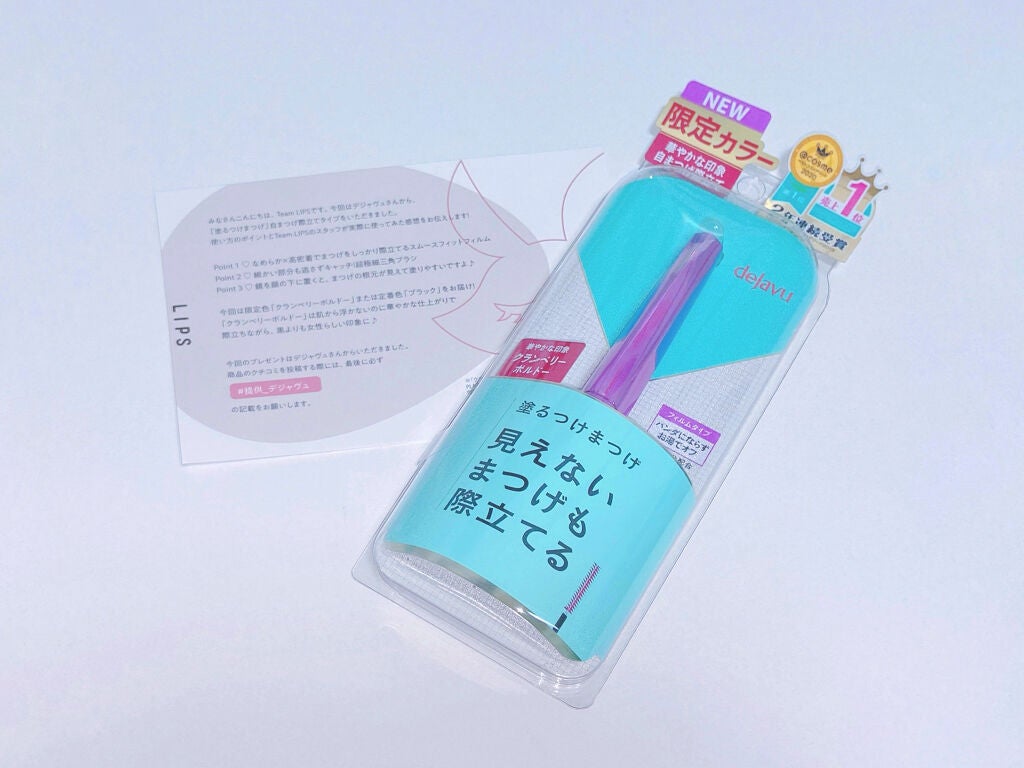 みなさんこんにちは、Team LIPSです。今回はデジャヴュさんから、
「塗るつけまつげ」自まつげ際立てタイプをいただきました。
使い方のポイントとTeam LIPSのスタッフが実際に使ってみた感想をお伝えします!
Point 1 ♡ なめらか×高密着でまつげをしっかり際立てるスムースフィットフィルム
Point 2 ♡ 細かい部分も逃さずキャッチ!超極細三角ブラシ
Point 3 ♡ 鏡を顔の下に置くと、まつげの根元が見えて塗りやすいですよ♪
今回は限定色「クランベリーボルドー」または定番色「ブラック」をお届け!
「クランベリーボルドー」は肌から浮かないのに華やかな仕上がりで
際立ちながら、黒よりも女性らしい印象に♪
今回のプレゼントはデジャヴュさんからいただきました。
商品のクチコミを投稿する際には、最後に必ず
#提供_デジャヴュ
の記載をお願いします。
LIPS
NEW
限定カラー
華やかな印象
自まつげ際立て
@cosme
2020
売上
1位
2年連続受賞
dejavu
華やかな印象
クランベリー
ボルドー
フィルムタイプ
パンダにならず
お湯でオフ
塗るつけまつげ
見えない
まつげも
際立てる